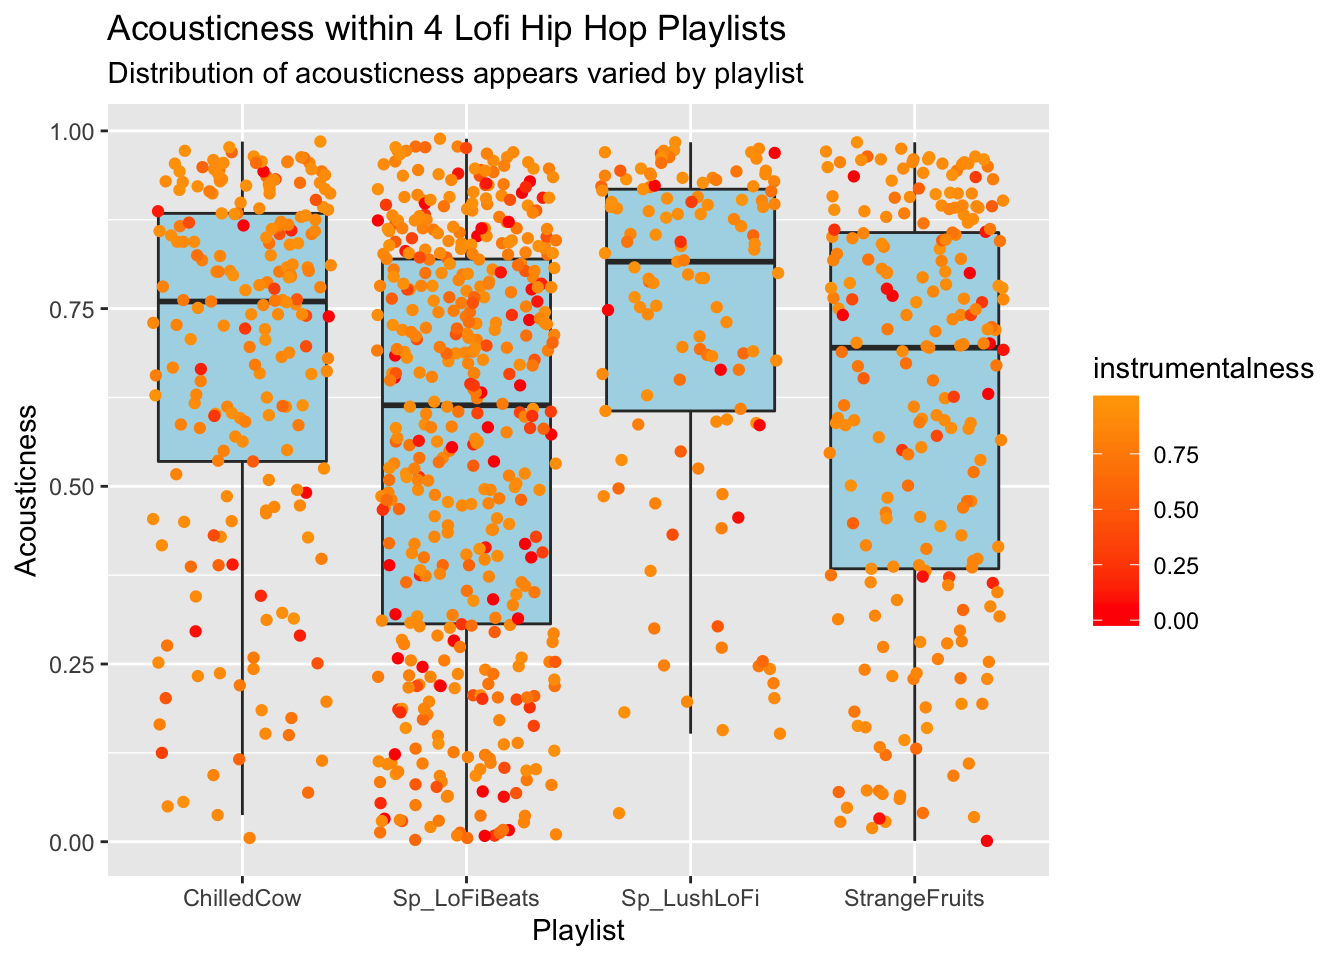 Acousticness within 4 Lofi Hip Hop Playlists
Distribution of acousticness appears varied by playlist
1.00
0.75
0.50
0.25
0.00
Acousticness
ChilledCow
Sp_LoFiBeats
Sp_LushLoFi
StrangeFruits
Playlist
instrumentalness
0.75
0.50
0.25
0.00